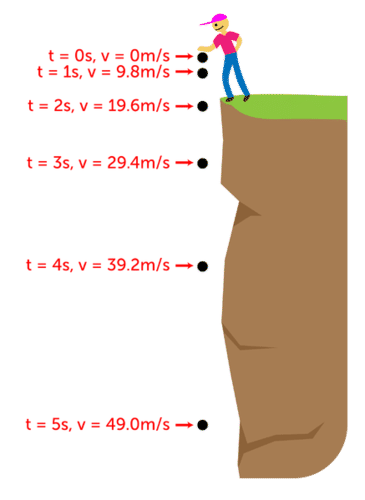 t = 0s, v = 0m/s
t = 1s, v = 9.8m/s
t = 2s, v = 19.6m/s
t = 3s, v = 29.4m/s
t = 4s, v = 39.2m/s
t = 5s, v = 49.0m/s